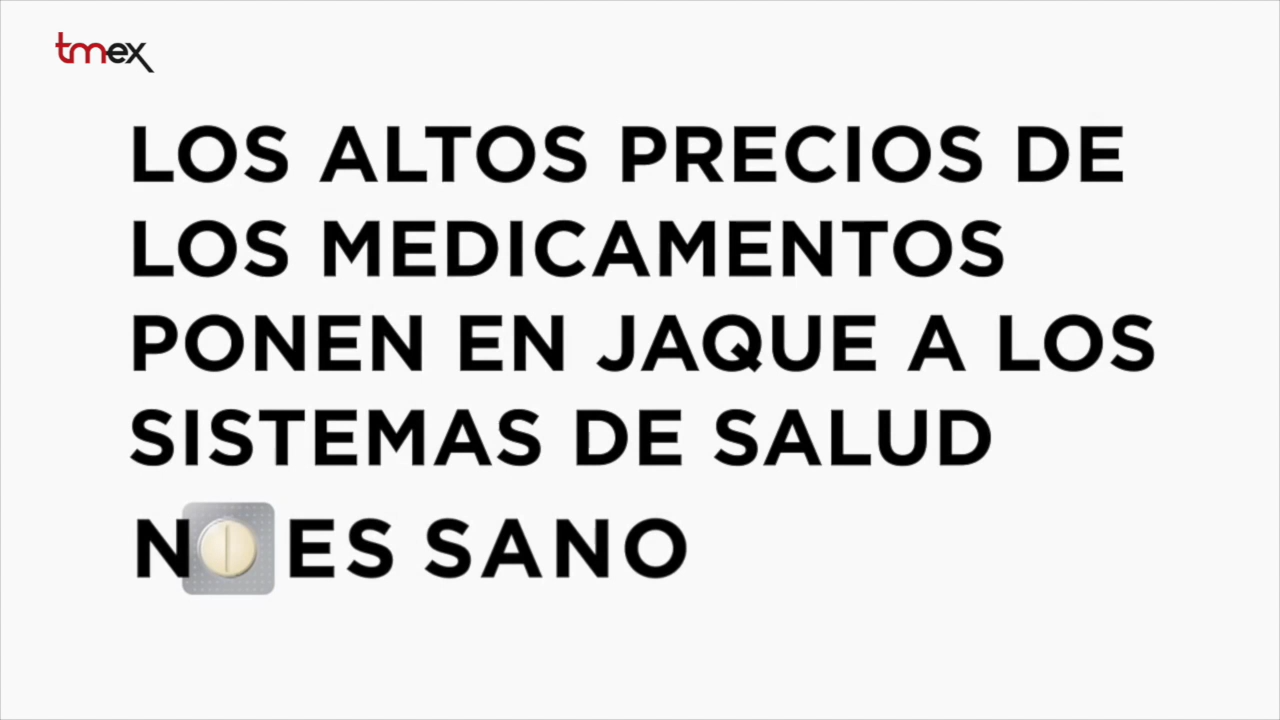 tmex
LOS ALTOS PRECIOS DE
LOS MEDICAMENTOS
PONEN EN JAQUE A LOS
SISTEMAS DE SALUD
NO ES SANO